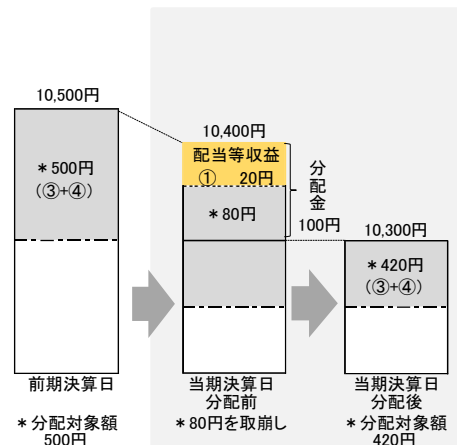 10,500円
＊500円
（③+④）
前期決算日
＊分配対象額
500円
10,400円
配当等収益
①　20円
＊80円
分配金
100円
当期決算日
分配前
＊80円を取崩し
10,300円
＊420円
（③+④）
当期決算日
分配後
＊分配対象額
420円